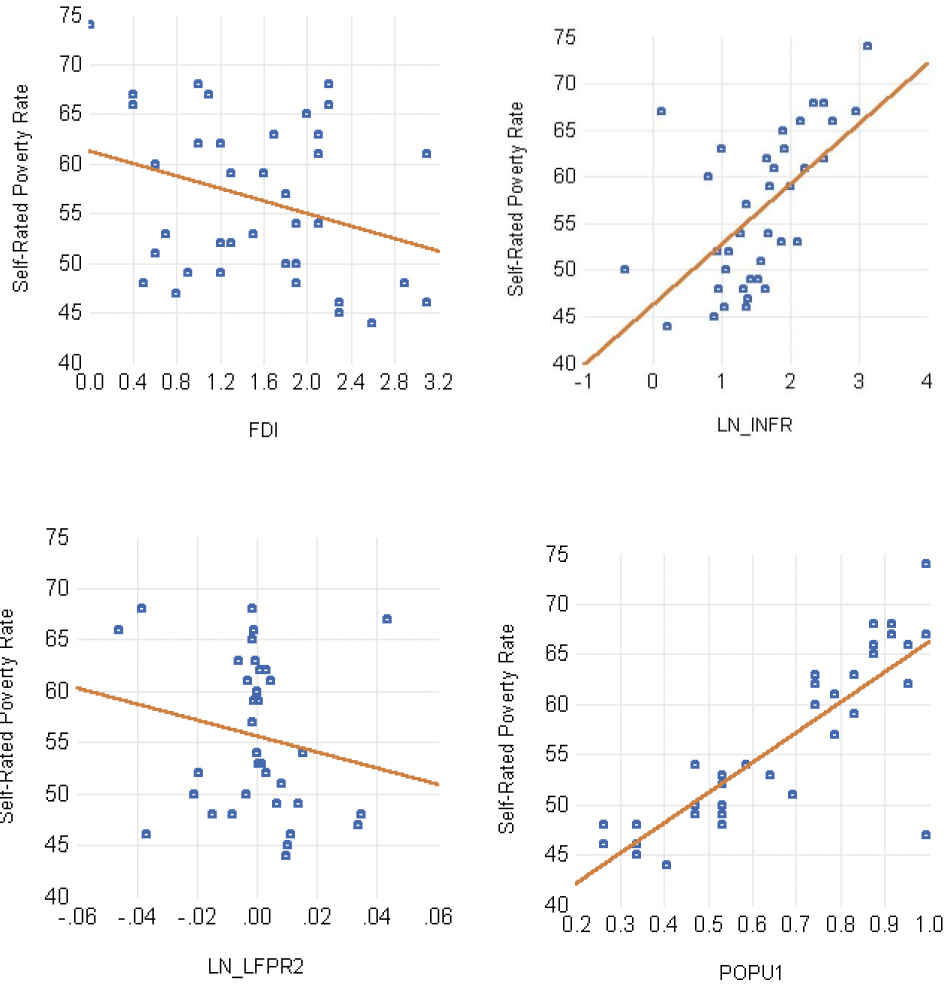 75
70
65
60
55
50
45
40
Self-Rated Poverty Rate
0.0 0.4 0.8 1.2 1.6 2.0 2.4 2.8 3.2
FDI
75
70
65
60
55
50
45
40
Self-Rated Poverty Rate
-1 0 1 2 3 4
LN_INFR
75
70
65
60
55
50
45
40
Self-Rated Poverty Rate
-.06 -.04 -.02 .00 .02 .04 .06
LN_LFPR2
75
70
65
60
55
50
45
40
Self-Rated Poverty Rate
0.2 0.3 0.4 0.5 0.6 0.7 0.8 0.9 1.0
POPU1